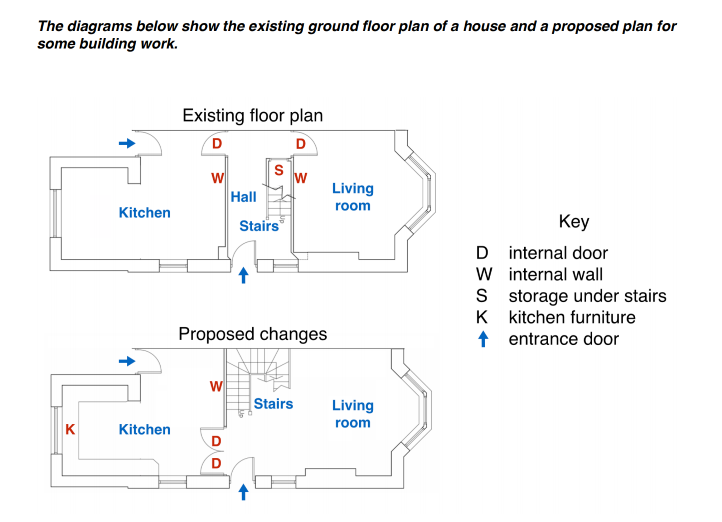 The diagrams below show the existing ground floor plan of a house and a proposed plan for
some building work.
Existing floor plan
D
D
W
S
W
Hall
Living
room
Kitchen
Stairs
up
Key
D internal door
W internal wall
S storage under stairs
K kitchen furniture
entrance door
Proposed changes
W
Stairs
Living
room
K
Kitchen
up
D
D